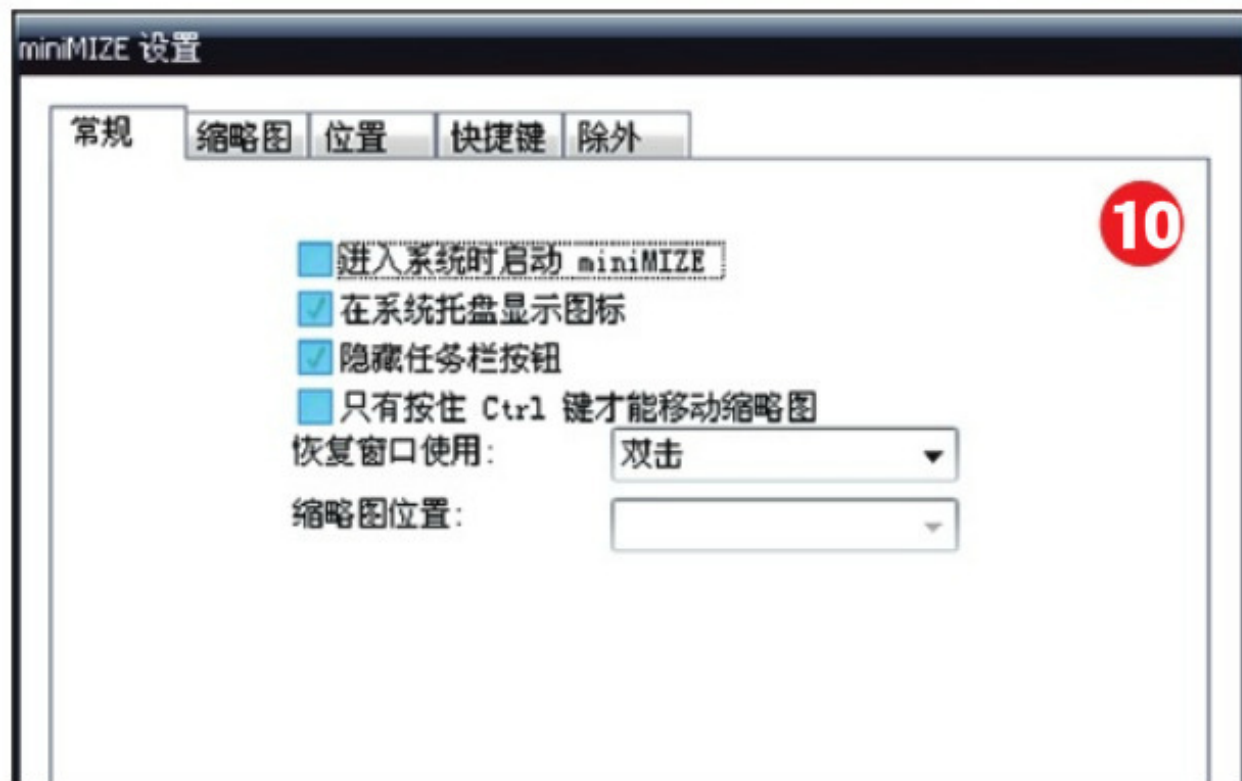 miniMIZE 设置
常规 缩略图 位置 快捷键 除外
10
进入系统时启动 miniMIZE
在系统托盘显示图标
隐藏任务栏按钮
只有按住 Ctrl 键才能移动缩略图
恢复窗口使用: 双击
缩略图位置: